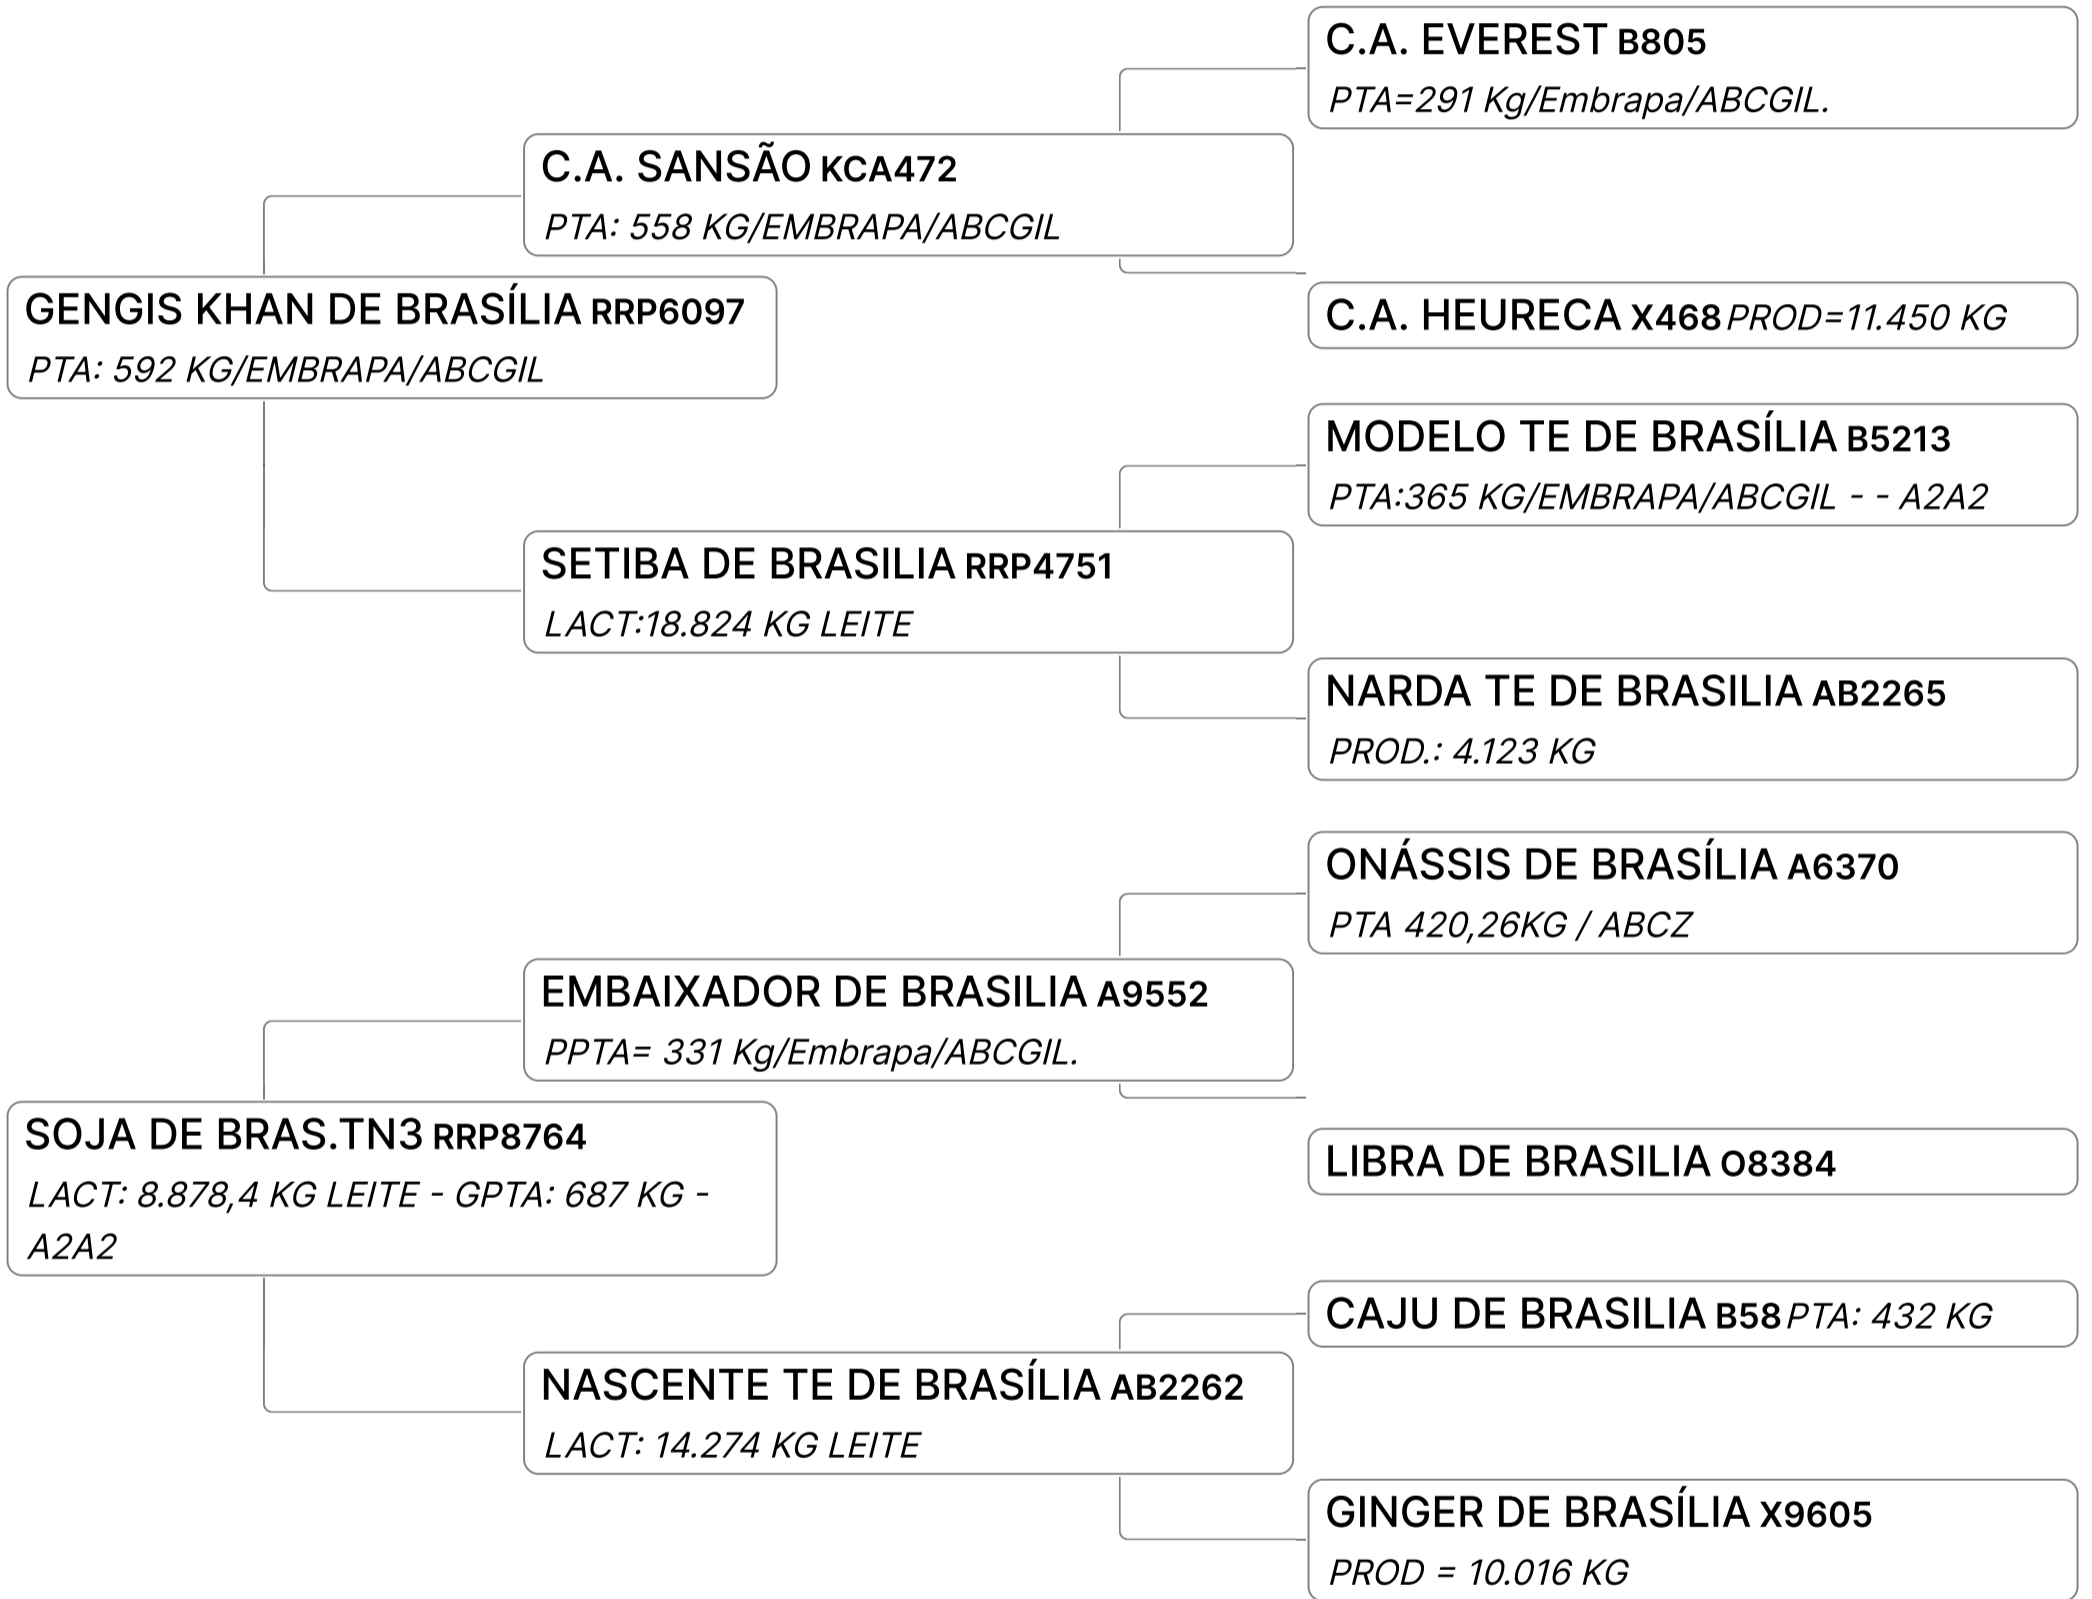 C.A. EVEREST B805
PTA=291 Kg/Embrapa/ABCGIL.
C.A. SANSÃO KCA472
PTA: 558 KG/EMBRAPA/ABCGIL
C.A. HEURECA X468 PROD=11.450 KG
GENGIS KHAN DE BRASÍLIA RRP6097
PTA: 592 KG/EMBRAPA/ABCGIL
MODELO TE DE BRASÍLIA B5213
PTA:365 KG/EMBRAPA/ABCGIL - - A2A2
SETIBA DE BRASILIA RRP4751
LACT:18.824 KG LEITE
NARDA TE DE BRASILIA AB2265
PROD.: 4.123 KG
ONÁSSIS DE BRASÍLIA A6370
PTA 420,26KG / ABCZ
EMBAIXADOR DE BRASILIA A9552
PPTA= 331 Kg/Embrapa/ABCGIL.
LIBRA DE BRASILIA O8384
SOJA DE BRAS.TN3 RRP8764
LACT: 8.878,4 KG LEITE - GPTA: 687 KG -
A2A2
CAJU DE BRASILIA B58 PTA: 432 KG
NASCENTE TE DE BRASÍLIA AB2262
LACT: 14.274 KG LEITE
GINGER DE BRASÍLIA X9605
PROD = 10.016 KG